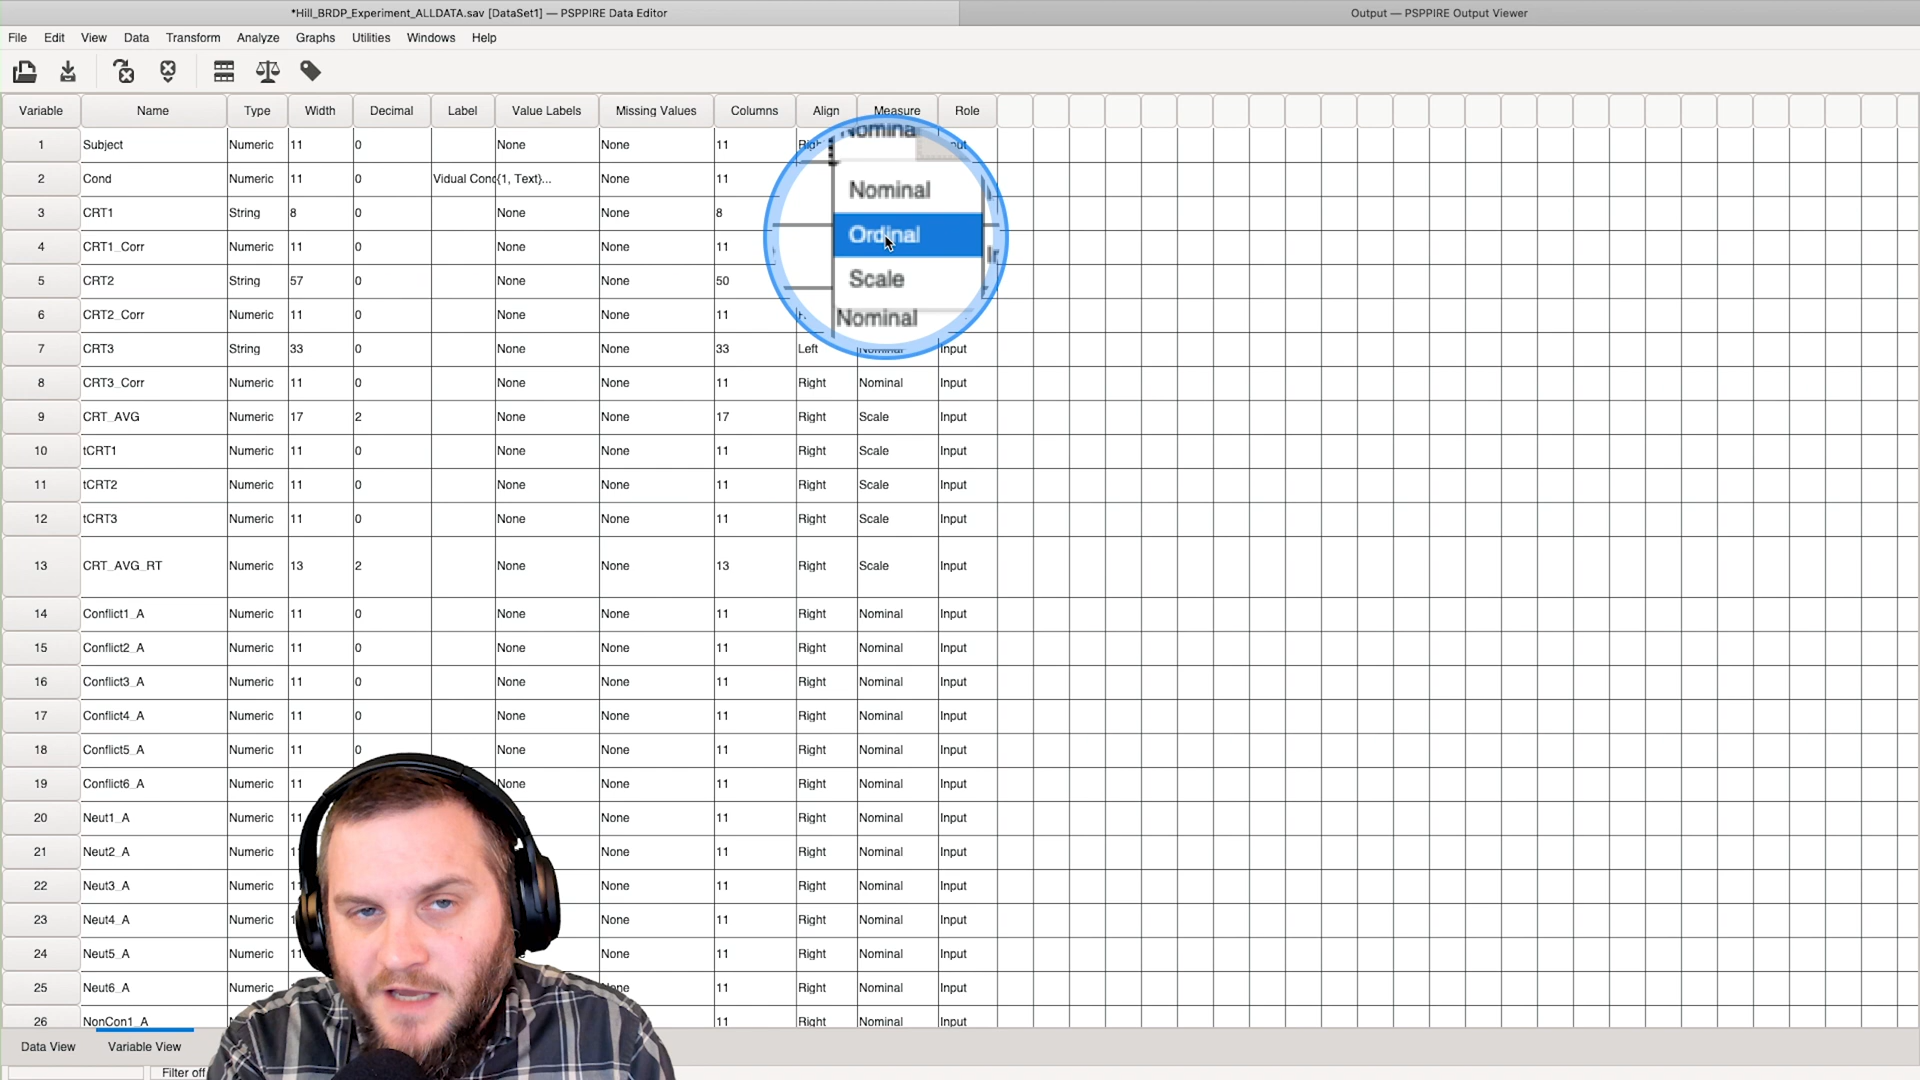 *Hill_BRDP_Experiment_ALLDATA.sav [DataSet1] — PSPPIRE Data Editor Output — PSPPIRE Output Viewer
File Edit View Data Transform Analyze Graphs Utilities Windows Help
Variable Name Type Width Decimal Label Value Labels Missing Values Columns Align Measure Role
1 Subject Numeric 11 0 None None 11
2 Cond Numeric 11 0 Vidual Cond {1, Text}... None 11 Nominal
3 CRT1 String 8 0 None None 8
4 CRT1_Corr Numeric 11 0 None None 11 Ordinal
5 CRT2 String 57 0 None None 50 Scale
6 CRT2_Corr Numeric 11 0 None None 11 Nominal
7 CRT3 String 33 0 None None 33 Left Nominal Input
8 CRT3_Corr Numeric 11 0 None None 11 Right Nominal Input
9 CRT_AVG Numeric 17 2 None None 17 Right Scale Input
10 tCRT1 Numeric 11 0 None None 11 Right Scale Input
11 tCRT2 Numeric 11 0 None None 11 Right Scale Input
12 tCRT3 Numeric 11 0 None None 11 Right Scale Input
13 CRT_AVG_RT Numeric 13 2 None None 13 Right Scale Input
14 Conflict1_A Numeric 11 0 None None 11 Right Nominal Input
15 Conflict2_A Numeric 11 0 None None 11 Right Nominal Input
16 Conflict3_A Numeric 11 0 None None 11 Right Nominal Input
17 Conflict4_A Numeric 11 0 None None 11 Right Nominal Input
18 Conflict5_A Numeric 11 0 None None 11 Right Nominal Input
19 Conflict6_A Numeric 11 None None 11 Right Nominal Input
20 Neut1_A Numeric 11 None 11 Right Nominal Input
21 Neut2_A Numeric None 11 Right Nominal Input
22 Neut3_A Numeric 11 None 11 Right Nominal Input
23 Neut4_A Numeric None 11 Right Nominal Input
24 Neut5_A Numeric 11 None 11 Right Nominal Input
25 Neut6_A Numeric 11 None 11 Right Nominal Input
26 NonCon1_A 11 Right Nominal Input
Data View Variable View
Filter off